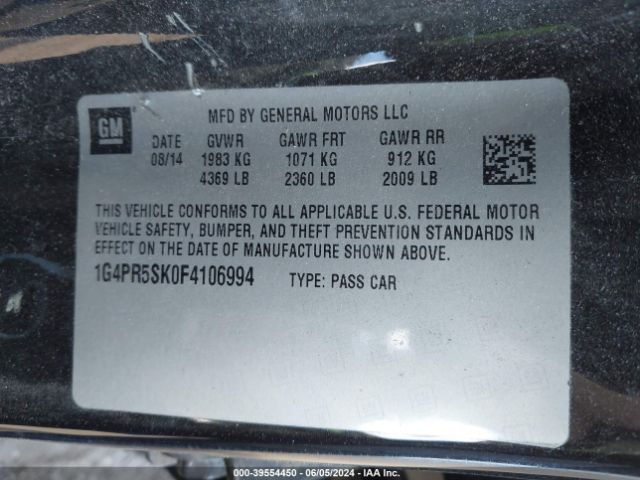 GM
MFD BY GENERAL MOTORS LLC
DATE GVWR GAWR FRT GAWR RR
08/14 1983 KG 1071 KG 912 KG
4369 LB 2360 LB 2009 LB
THIS VEHICLE CONFORMS TO ALL APPLICABLE U.S. FEDERAL MOTOR
VEHICLE SAFETY, BUMPER, AND THEFT PREVENTION STANDARDS IN
EFFECT ON THE DATE OF MANUFACTURE SHOWN ABOVE.
1G4PR5SK0F4106994 TYPE: PASS CAR
000-39554450 - 06/05/2024 - IAA Inc.